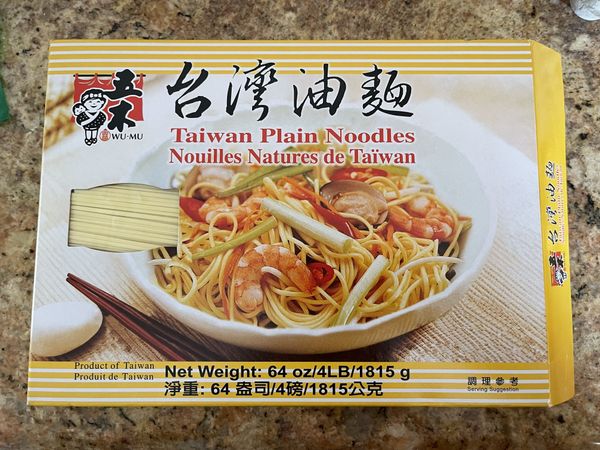 五木
WU-MU
台灣油麵
Taiwan Plain Noodles
Nouilles Natures de Taïwan
Product of Taiwan
Produit de Taiwan
Net Weight: 64 oz/4LB/1815 g
淨重: 64 盎司/4磅/1815公克
調理參考
Serving Suggestion
五木
台灣油麵